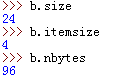 >>> b.size
24
>>> b.itemsize
4
>>> b.nbytes
96